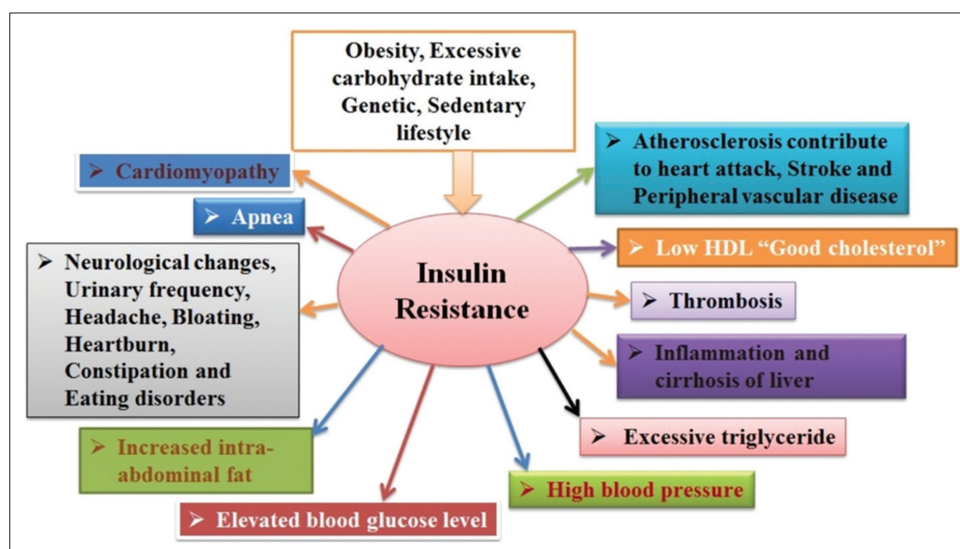 Obesity, Excessive
carbohydrate intake,
Genetic, Sedentary
lifestyle
➢ Cardiomyopathy
➢ Apnea
➢ Neurological changes,
Urinary frequency,
Headache, Bloating,
Heartburn,
Constipation and
Eating disorders
➢ Increased intra-
abdominal fat
➢ Elevated blood glucose level
Insulin
Resistance
➢ Atherosclerosis contribute
to heart attack, Stroke and
Peripheral vascular disease
➢ Low HDL “Good cholesterol”
➢ Thrombosis
➢ Inflammation and
cirrhosis of liver
➢ Excessive triglyceride
➢ High blood pressure